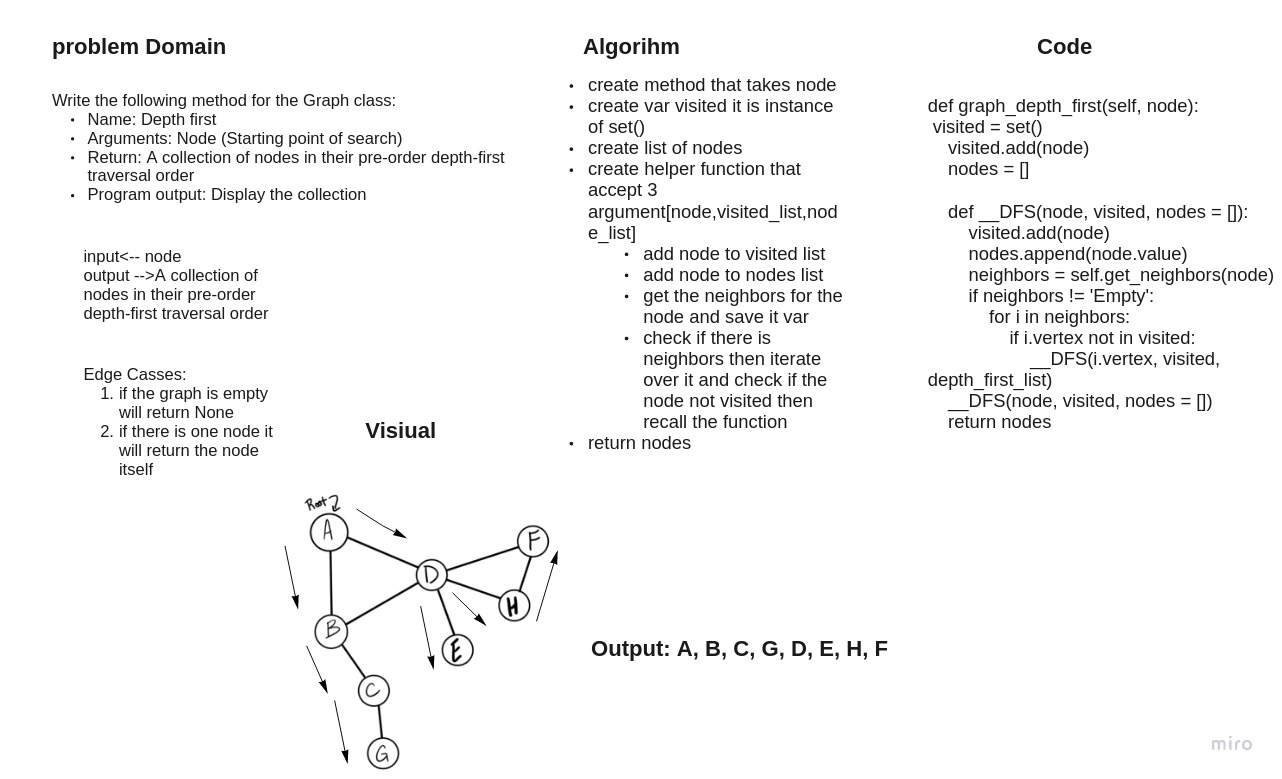 problem Domain
Write the following method for the Graph class:
• Name: Depth first
• Arguments: Node (Starting point of search)
• Return: A collection of nodes in their pre-order depth-first
traversal order
• Program output: Display the collection
input<-- node
output -->A collection of
nodes in their pre-order
depth-first traversal order
Edge Casses:
1. if the graph is empty
will return None
2. if there is one node it
will return the node
itself
Visiual
Root
A
B
C
G
D
E
F
H
Algorihm
• create method that takes node
• create var visited it is instance
of set()
• create list of nodes
• create helper function that
accept 3
argument[node,visited_list,nod
e_list]
• add node to visited list
• add node to nodes list
• get the neighbors for the
node and save it var
• check if there is
neighbors then iterate
over it and check if the
node not visited then
recall the function
• return nodes
Output: A, B, C, G, D, E, H, F
Code
def graph_depth_first(self, node):
visited = set()
visited.add(node)
nodes = []
def __DFS(node, visited, nodes = []):
visited.add(node)
nodes.append(node.value)
neighbors = self.get_neighbors(node)
if neighbors != 'Empty':
for i in neighbors:
if i.vertex not in visited:
__DFS(i.vertex, visited,
depth_first_list)
__DFS(node, visited, nodes = [])
return nodes
miro